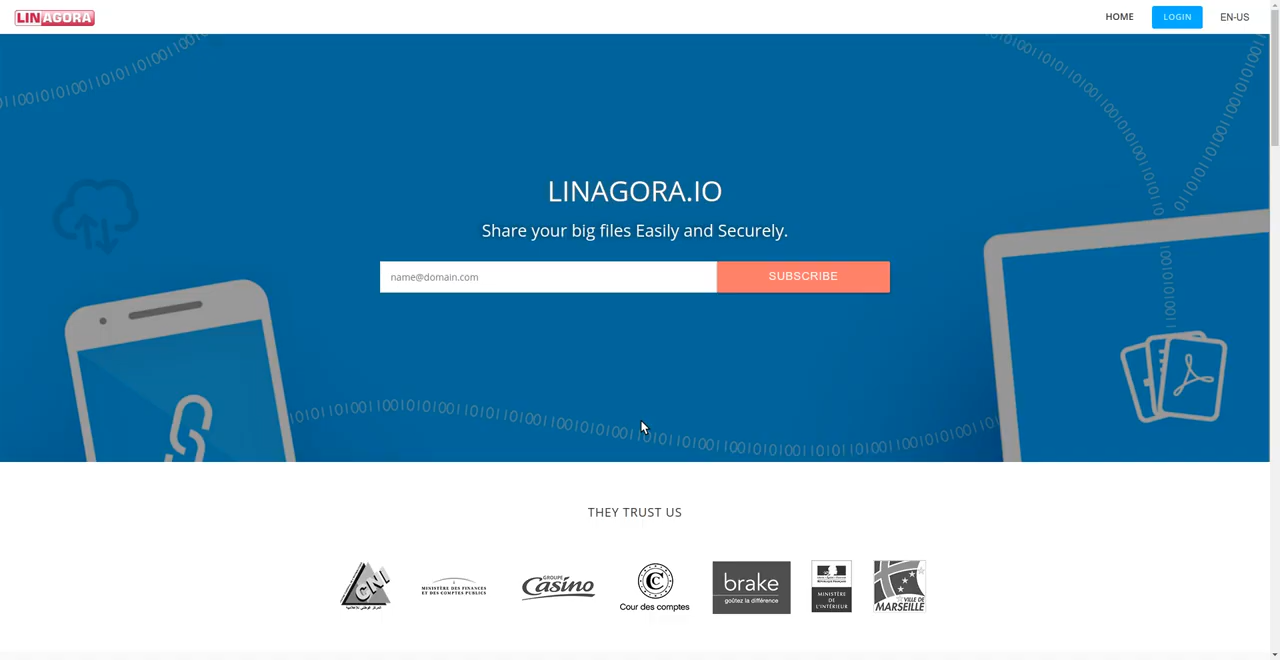 LINAGORA
HOME
LOGIN
EN-US
LINAGORA.IO
Share your big files Easily and Securely.
name@domain.com
SUBSCRIBE
THEY TRUST US
CNI
MINISTÈRE DES FINANCES
ET DES COMPTES PUBLICS
GROUPE
Casino
Cour des comptes
brake
goûtez la différence
MINISTÈRE
DE
L'INTÉRIEUR
VILLE DE
MARSEILLE